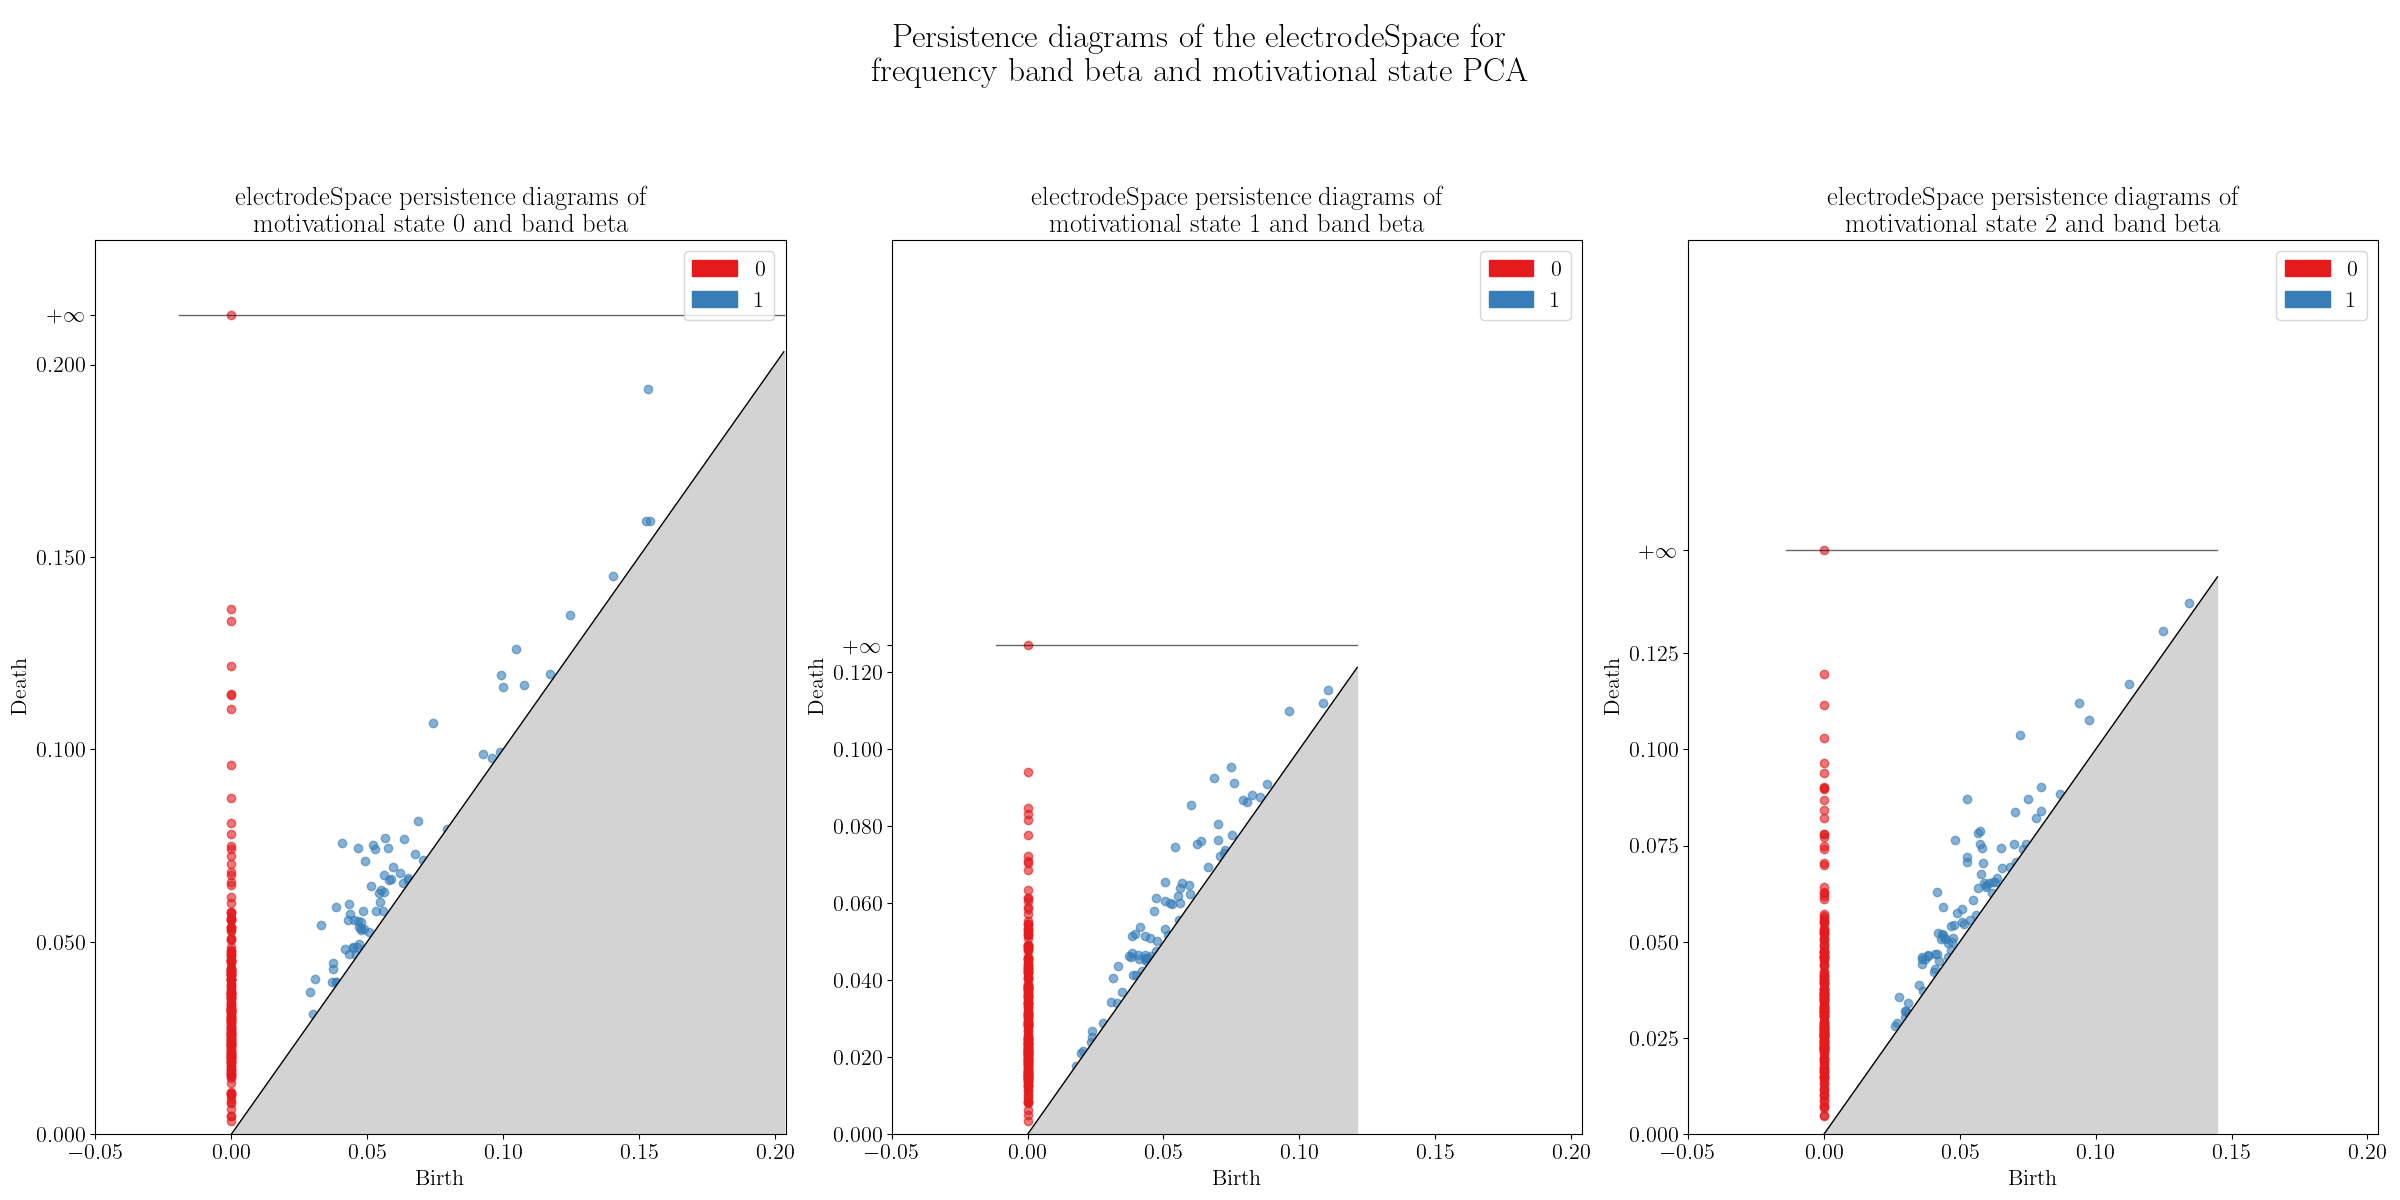 Persistence diagrams of the electrodeSpace for
frequency band beta and motivational state PCA
electrodeSpace persistence diagrams of
motivational state 0 and band beta
0
1
+∞
0.200
0.150
0.100
0.050
0.000
Death
−0.05 0.00 0.05 0.10 0.15 0.20
Birth
electrodeSpace persistence diagrams of
motivational state 1 and band beta
0
1
+∞
0.120
0.100
0.080
0.060
0.040
0.020
0.000
Death
−0.05 0.00 0.05 0.10 0.15 0.20
Birth
electrodeSpace persistence diagrams of
motivational state 2 and band beta
0
1
+∞
0.125
0.100
0.075
0.050
0.025
0.000
Death
−0.05 0.00 0.05 0.10 0.15 0.20
Birth